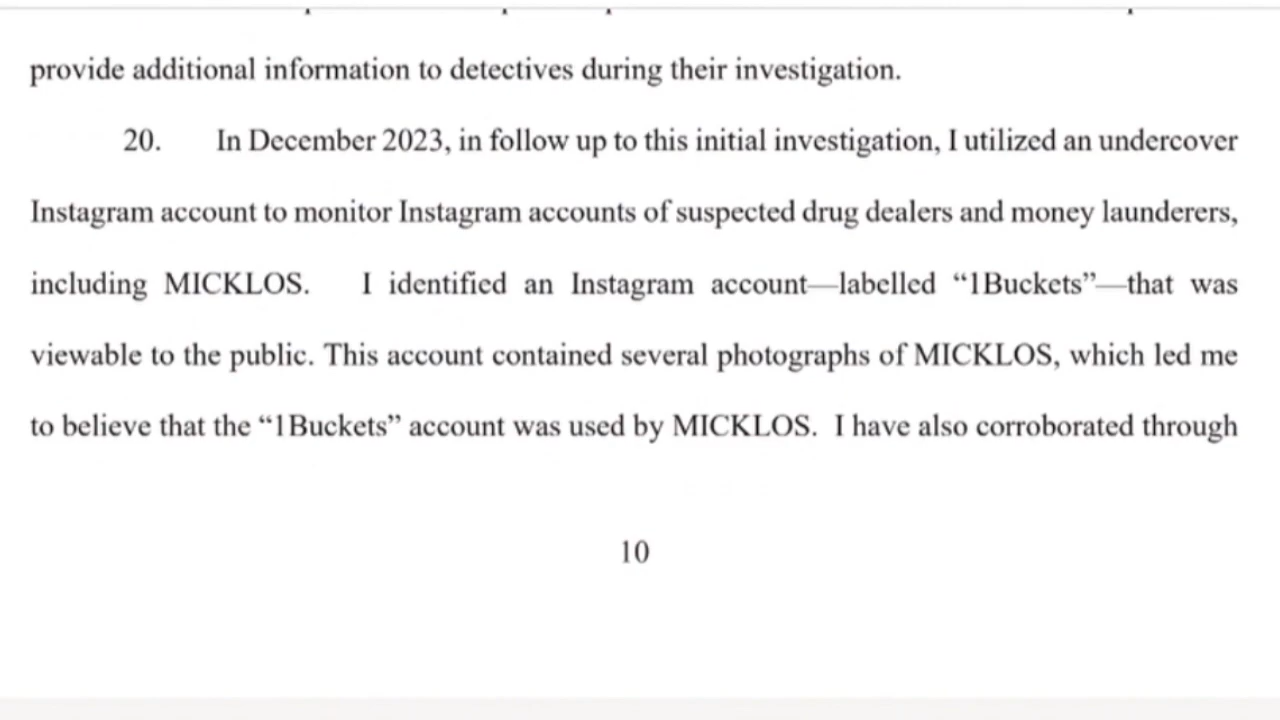 provide additional information to detectives during their investigation.
20. In December 2023, in follow up to this initial investigation, I utilized an undercover
Instagram account to monitor Instagram accounts of suspected drug dealers and money launderers,
including MICKLOS. I identified an Instagram account—labelled “1Buckets”—that was
viewable to the public. This account contained several photographs of MICKLOS, which led me
to believe that the “1Buckets” account was used by MICKLOS. I have also corroborated through
10